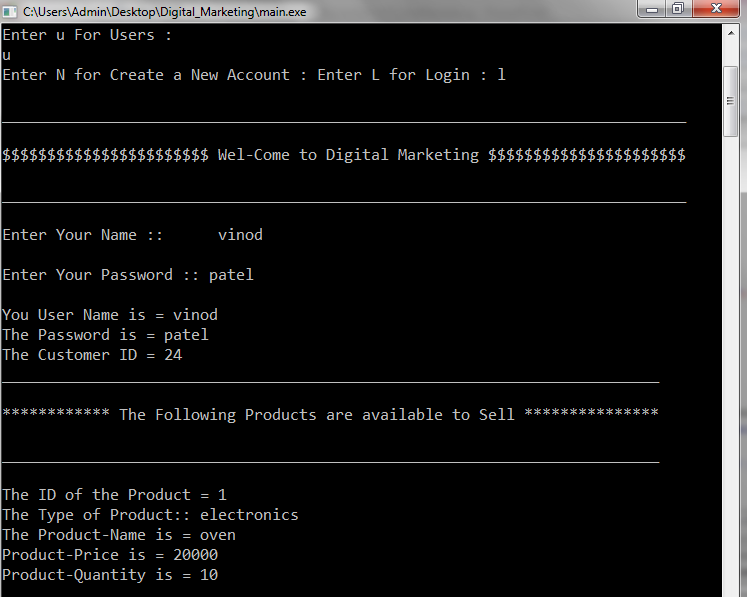 C:\Users\Admin\Desktop\Digital_Marketing\main.exe
Enter u For Users :
u
Enter N for Create a New Account : Enter L for Login : l
$$$$$$$$$$$$$$$$$$$$$$$ Wel-Come to Digital Marketing $$$$$$$$$$$$$$$$$$$$$$
Enter Your Name ::      vinod
Enter Your Password :: patel
You User Name is = vinod
The Password is = patel
The Customer ID = 24
************ The Following Products are available to Sell ***************
The ID of the Product = 1
The Type of Product:: electronics
The Product-Name is = oven
Product-Price is = 20000
Product-Quantity is = 10